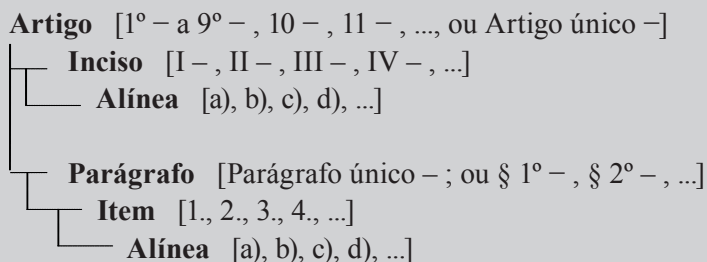 Artigo [1º − a 9º − , 10 − , 11 − , ..., ou Artigo único −]
Inciso [I – , II – , III – , IV – , ...]
Alínea [a), b), c), d), ...]
Parágrafo [Parágrafo único – ; ou § 1º − , § 2º − , ...]
Item [1., 2., 3., 4., ...]
Alínea [a), b), c), d), ...]